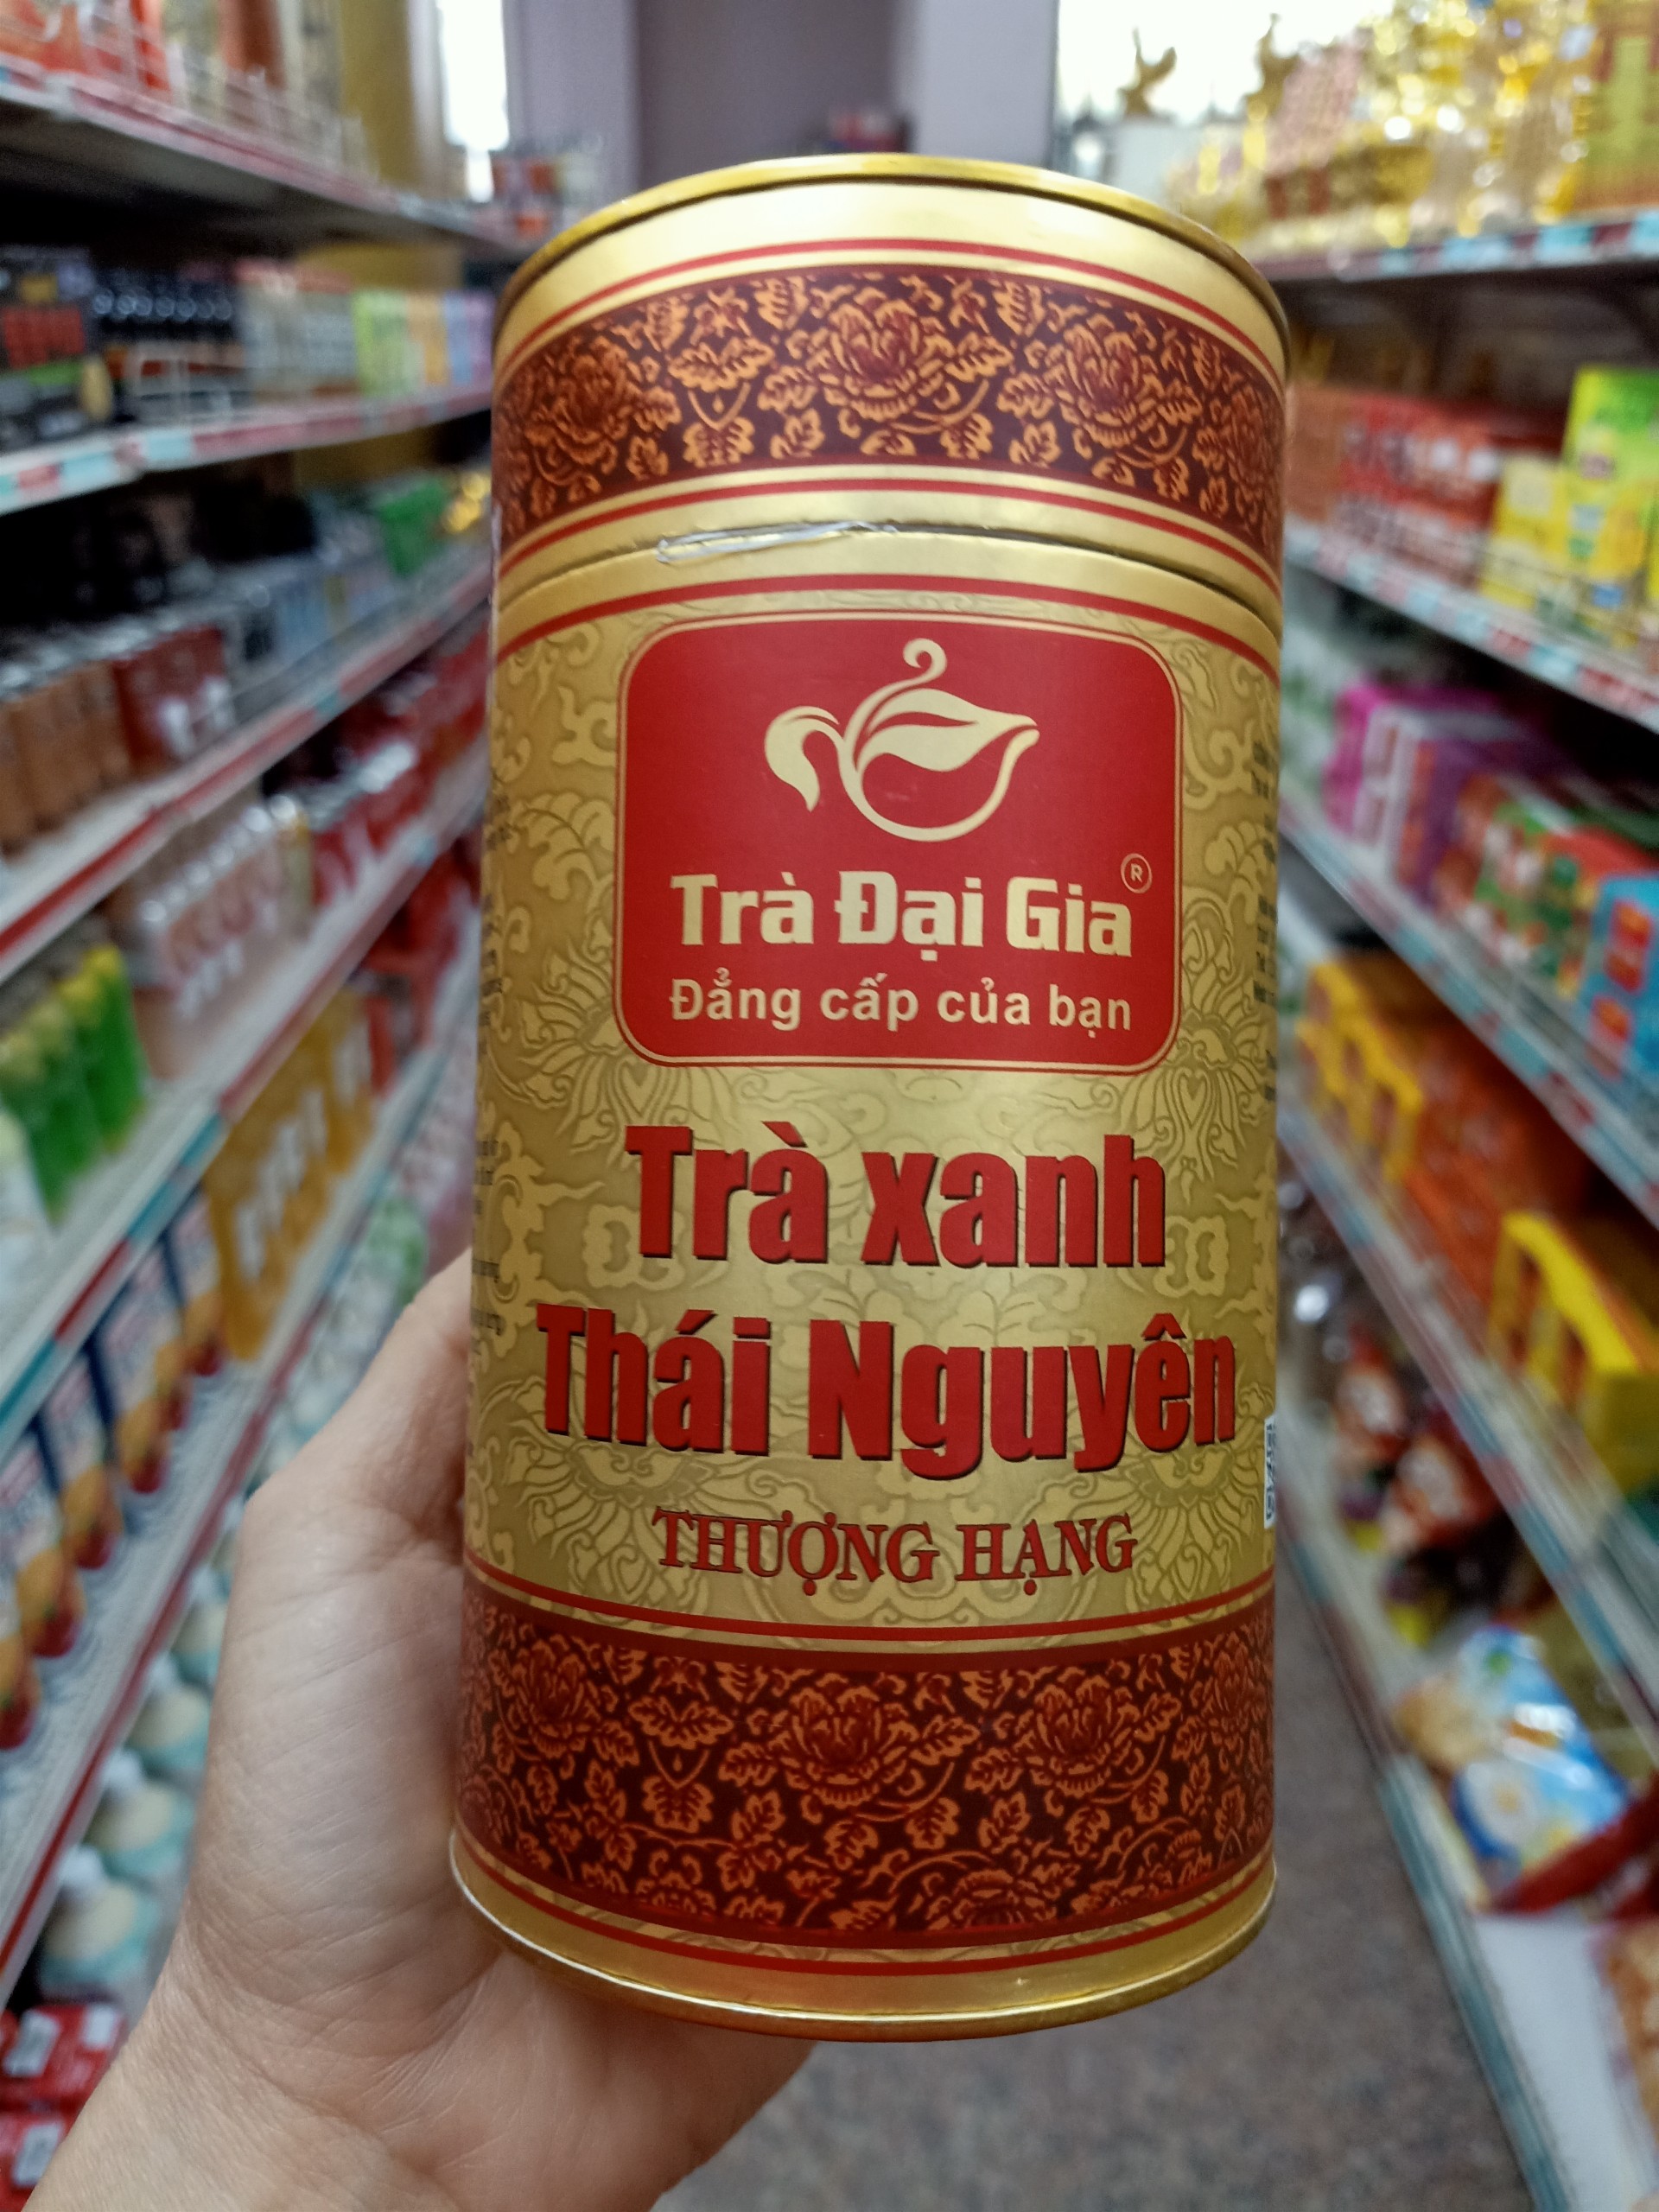 Trà Đại Gia ®
Đẳng cấp của bạn
Trà xanh
Thái Nguyên
THƯỢNG HẠNG